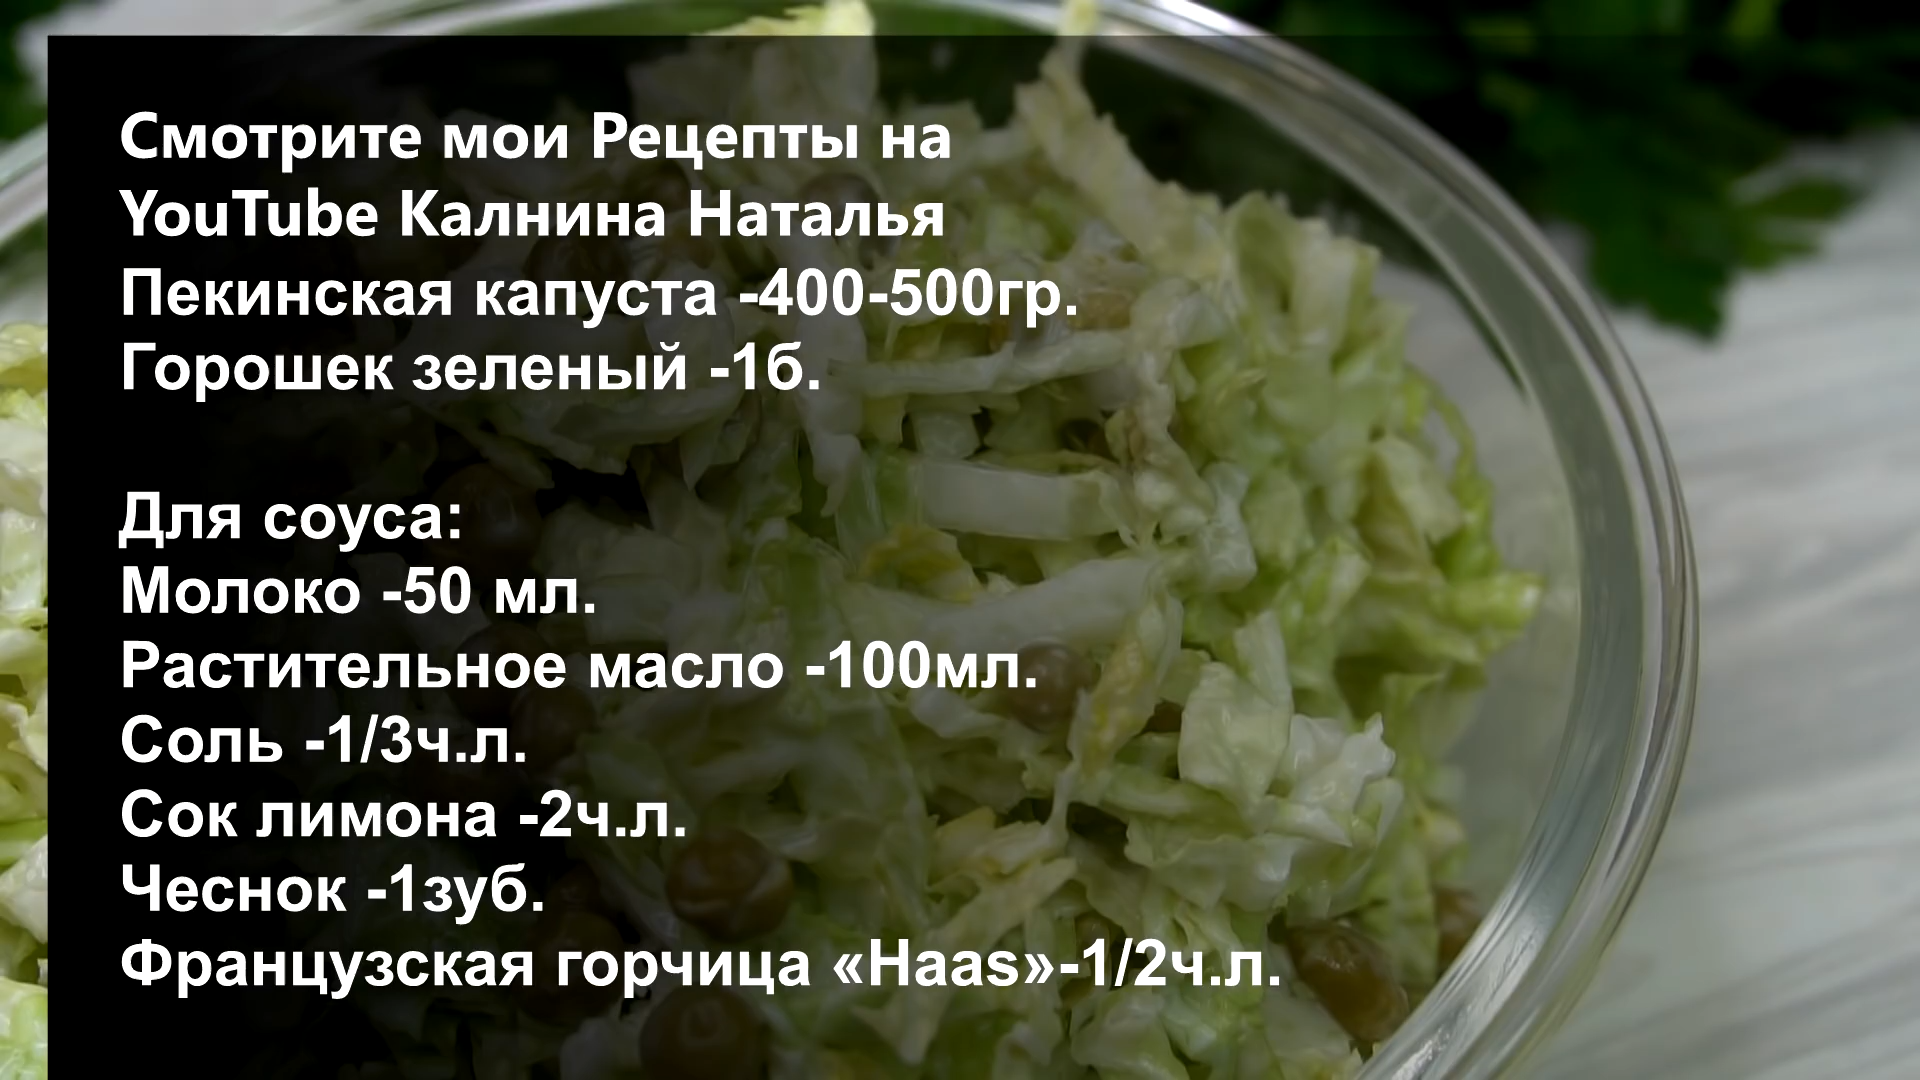 Смотрите мои Рецепты на
YouTube Калнина Наталья
Пекинская капуста -400-500гр.
Горошек зеленый -1б.
Для соуса:
Молоко -50 мл.
Растительное масло -100мл.
Соль -1/3ч.л.
Сок лимона -2ч.л.
Чеснок -1зуб.
Французская горчица «Haas»-1/2ч.л.